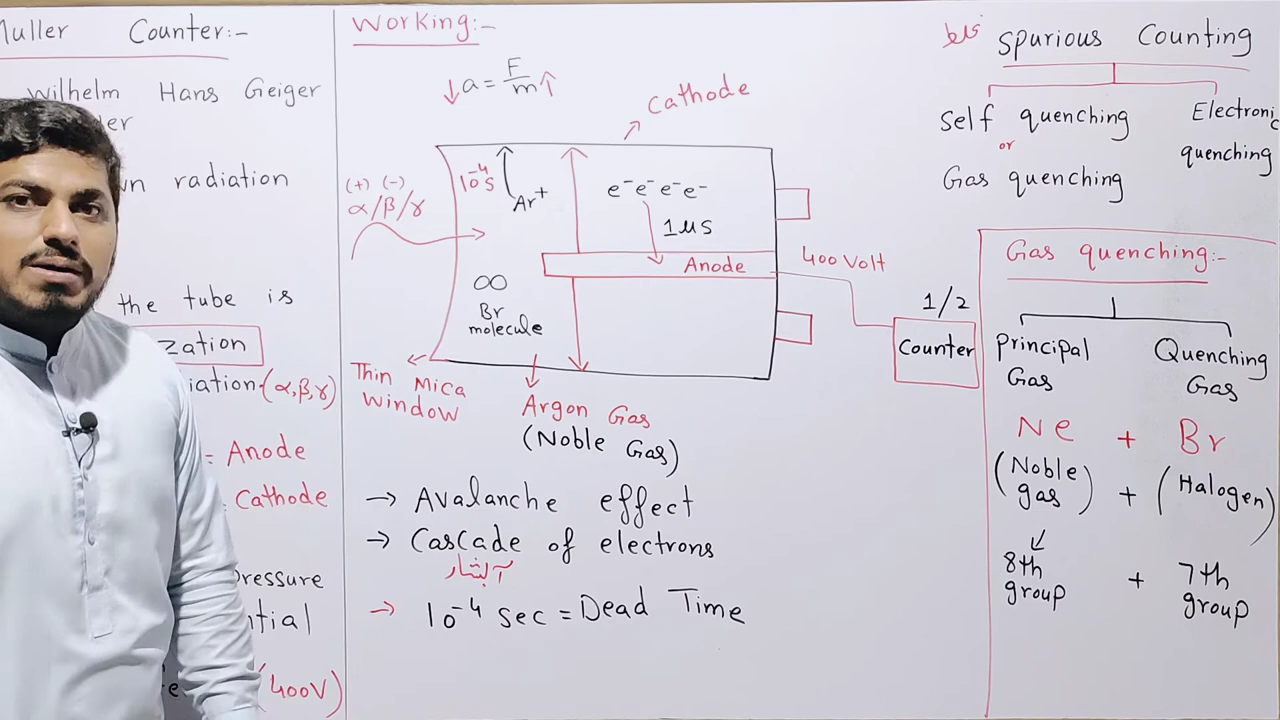 Muller Counter:-
Wilhelm Hans Geiger
radiation
the tube is
zation
(α,β,γ)
= Anode
= Cathode
pressure
(400V)
Working:-
↓a = F/m↑
Cathode
10⁻⁴s
Ar⁺
e⁻e⁻e⁻e⁻
1μs
(+) (-)
α/β/γ
Anode
400 Volt
∞
Br
molecule
1/2
Counter
Thin Mica
Window
Argon Gas
(Noble Gas)
→ Avalanche effect
→ Cascade of electrons
آبشار
→ 10⁻⁴ sec = Dead Time
Spurious Counting
Self quenching
or
Gas quenching
Electronic
quenching
Gas quenching:-
Principal
Gas
Quenching
Gas
Ne + Br
(Noble gas) + (Halogen)
8th group + 7th group